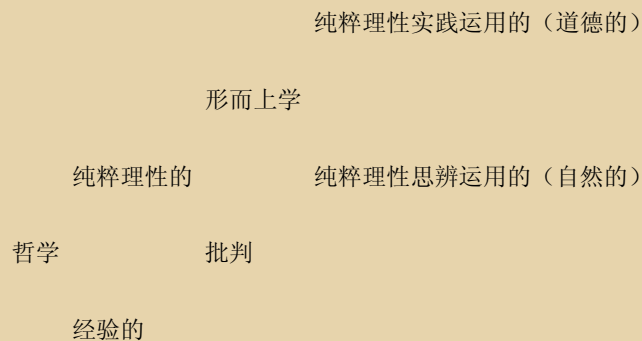 纯粹理性实践运用的（道德的）
形而上学
纯粹理性的 纯粹理性思辨运用的（自然的）
哲学 批判
经验的